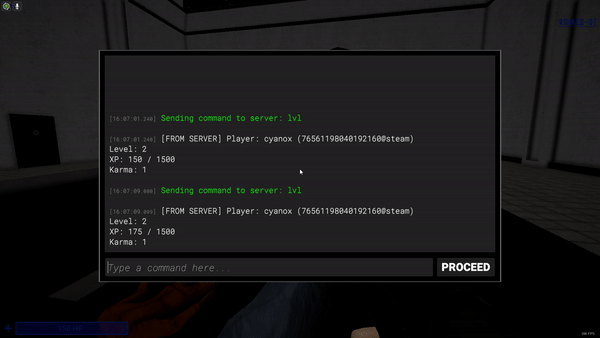 [16:07:01.240] Sending command to server: lvl
[16:07:01.240] [FROM SERVER] Player: cyanox (76561198040192160@steam)
Level: 2
XP: 150 / 1500
Karma: 1
[16:07:09.080] Sending command to server: lvl
[16:07:09.099] [FROM SERVER] Player: cyanox (76561198040192160@steam)
Level: 2
XP: 175 / 1500
Karma: 1
Type a command here...
PROCEED